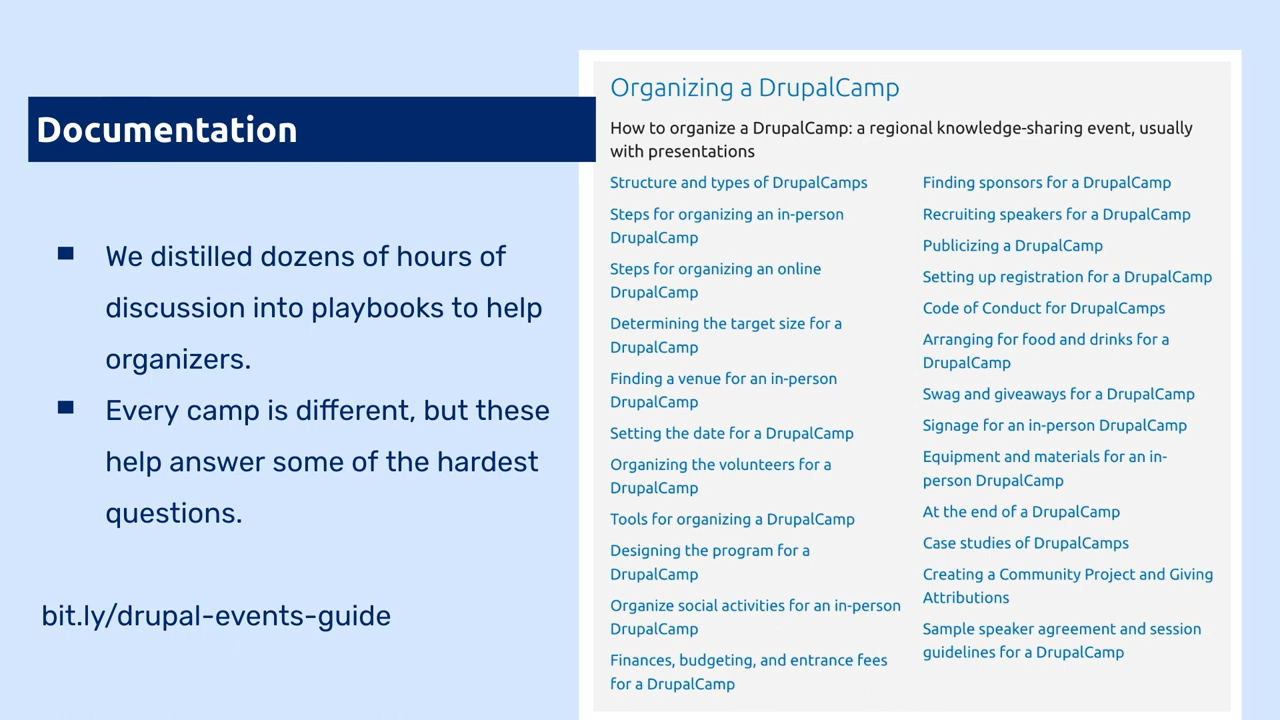 Documentation
We distilled dozens of hours of
discussion into playbooks to help
organizers.
Every camp is different, but these
help answer some of the hardest
questions.
bit.ly/drupal-events-guide
Organizing a DrupalCamp
How to organize a DrupalCamp: a regional knowledge-sharing event, usually
with presentations
Structure and types of DrupalCamps
Steps for organizing an in-person
DrupalCamp
Steps for organizing an online
DrupalCamp
Determining the target size for a
DrupalCamp
Finding a venue for an in-person
DrupalCamp
Setting the date for a DrupalCamp
Organizing the volunteers for a
DrupalCamp
Tools for organizing a DrupalCamp
Designing the program for a
DrupalCamp
Organize social activities for an in-person
DrupalCamp
Finances, budgeting, and entrance fees
for a DrupalCamp
Finding sponsors for a DrupalCamp
Recruiting speakers for a DrupalCamp
Publicizing a DrupalCamp
Setting up registration for a DrupalCamp
Code of Conduct for DrupalCamps
Arranging for food and drinks for a
DrupalCamp
Swag and giveaways for a DrupalCamp
Signage for an in-person DrupalCamp
Equipment and materials for an in-
person DrupalCamp
At the end of a DrupalCamp
Case studies of DrupalCamps
Creating a Community Project and Giving
Attributions
Sample speaker agreement and session
guidelines for a DrupalCamp